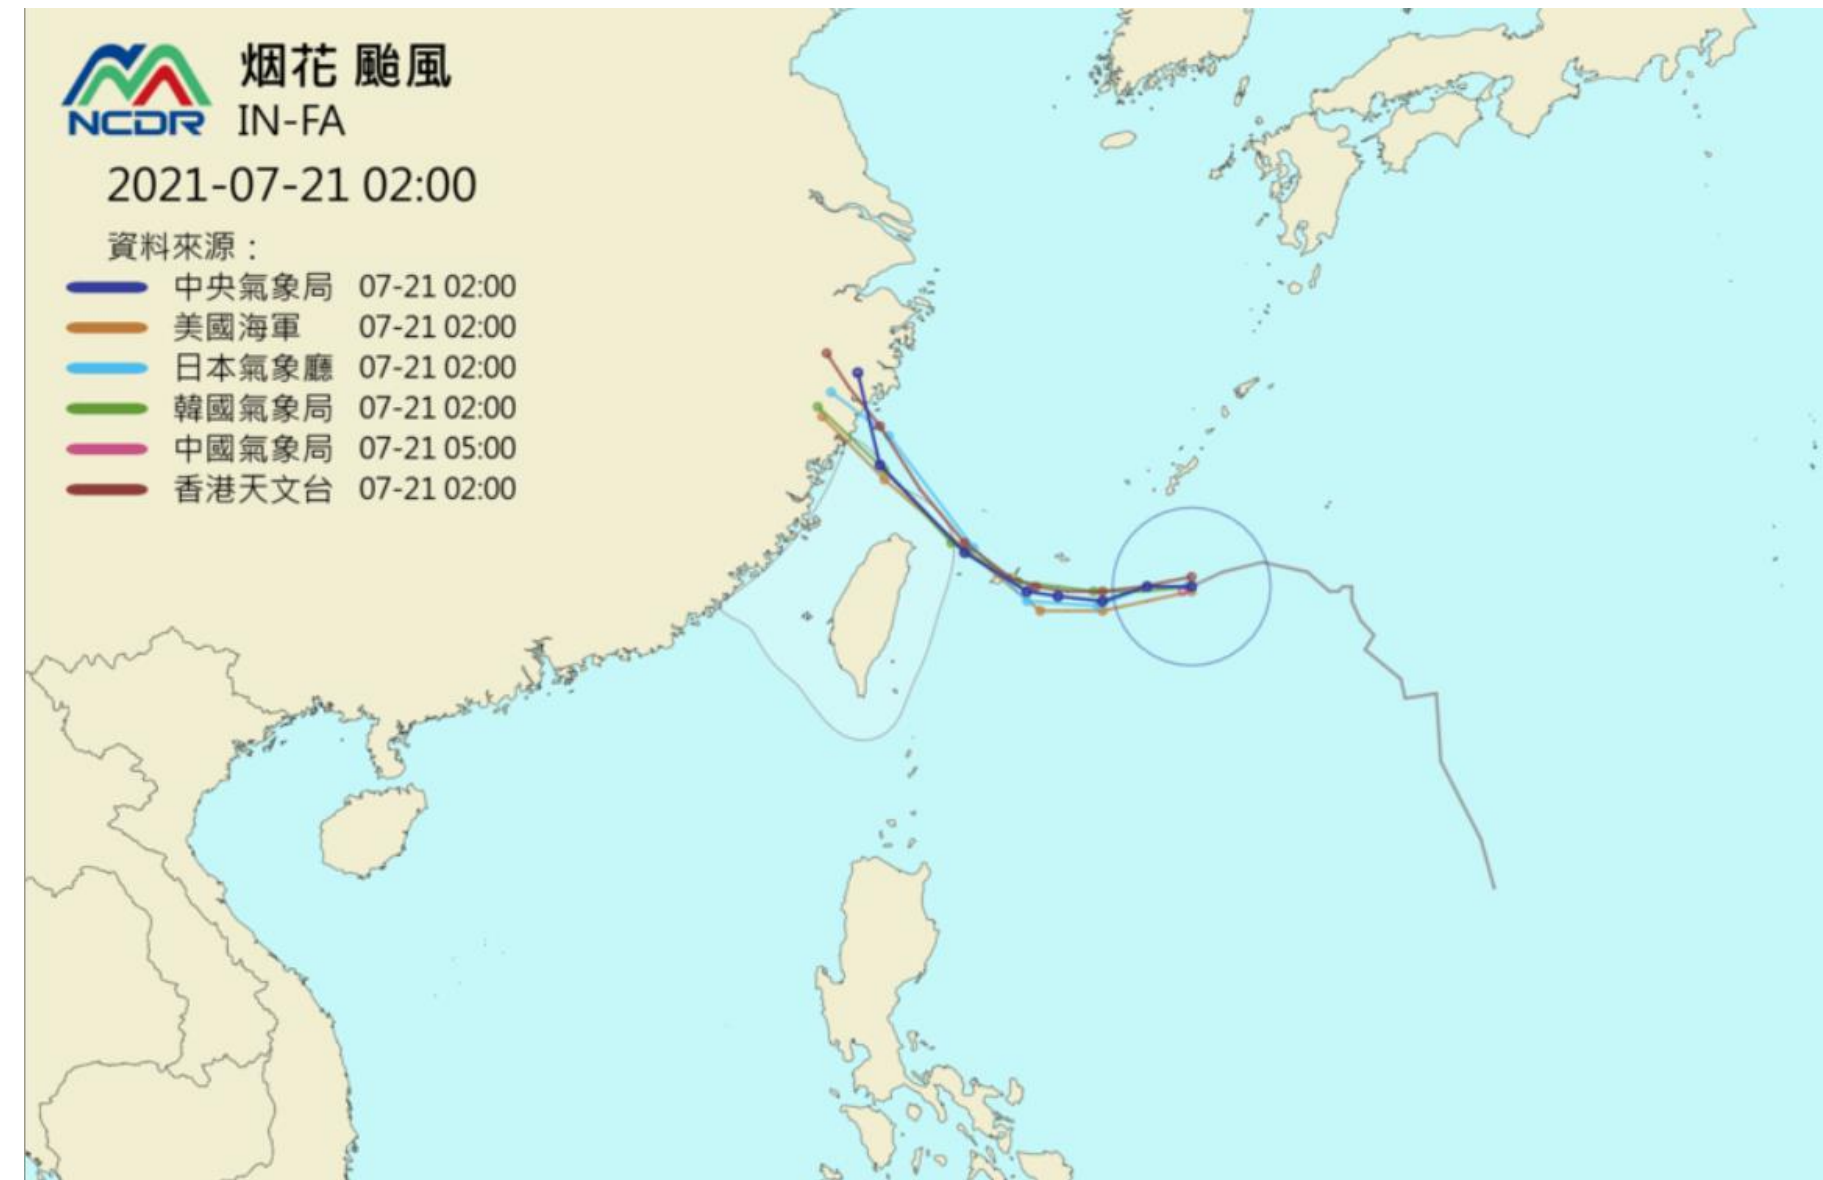 NCDR
烟花 颱風
IN-FA
2021-07-21 02:00
資料來源：
中央氣象局 07-21 02:00
美國海軍 07-21 02:00
日本氣象廳 07-21 02:00
韓國氣象局 07-21 02:00
中國氣象局 07-21 05:00
香港天文台 07-21 02:00